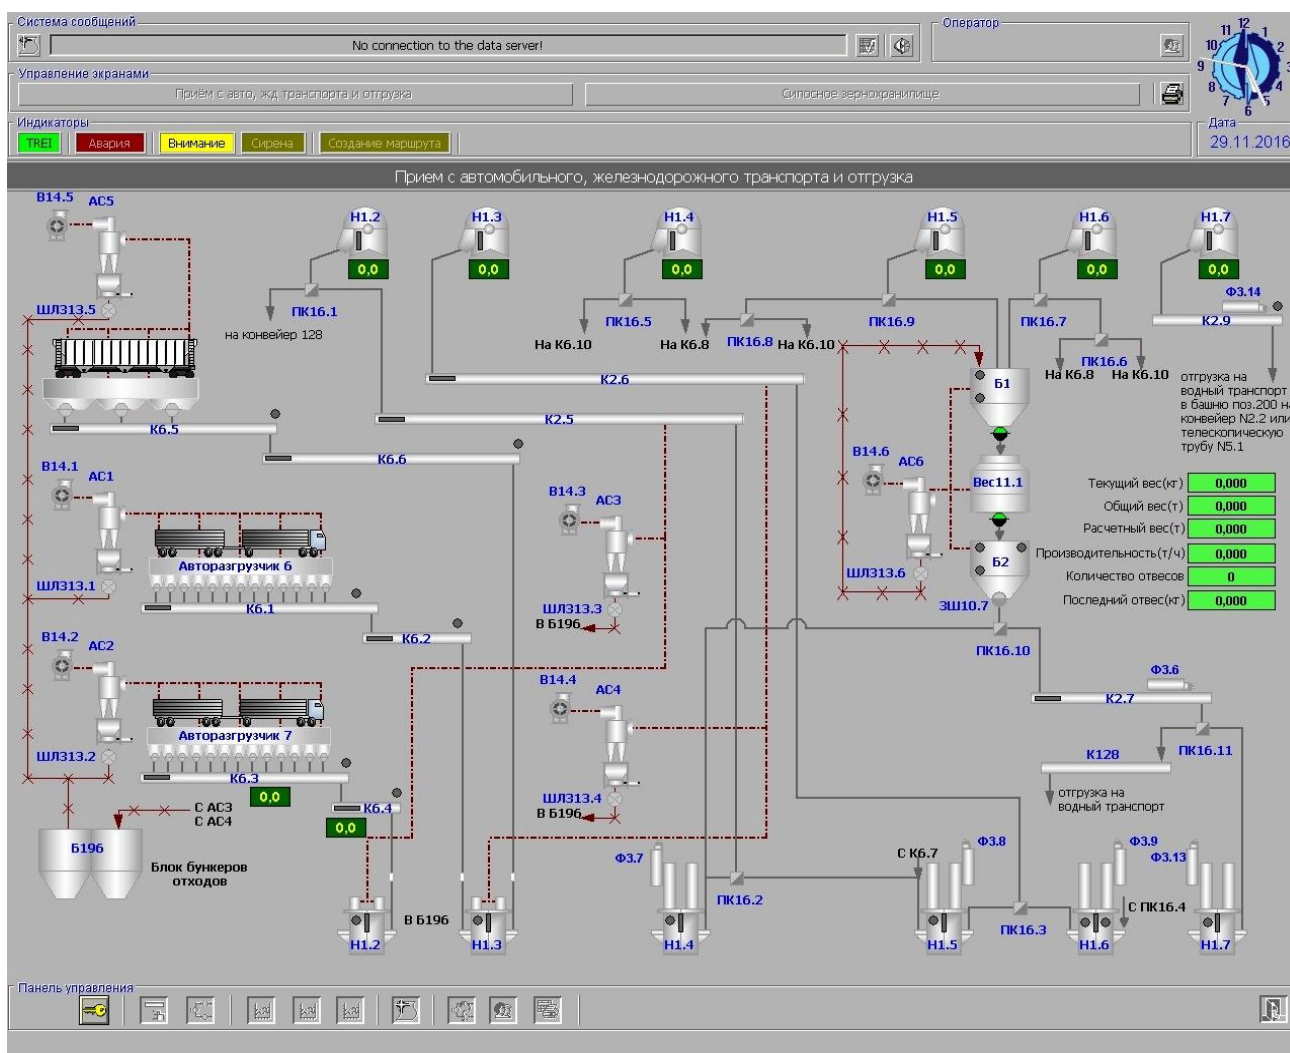 Система сообщений
No connection to the data server!
Оператор
Управление экранами
Приём с авто, жд транспорта и отгрузка
Силосное зернохранилище
Индикаторы
TREI
Авария
Внимание
Сирена
Создание маршрута
11 12 1
10 2
9 3
8 4
7 6 5
Дата
29.11.2016
Прием с автомобильного, железнодорожного транспорта и отгрузка
В14.5
АС5
Н1.2
Н1.3
Н1.4
Н1.5
Н1.6
Н1.7
0,0
0,0
0,0
0,0
0,0
0,0
ШЛ313.5
ПК16.1
на конвейер 128
ПК16.5
На К6.10
На К6.8
ПК16.8
На К6.10
ПК16.9
ПК16.7
ПК16.6
На К6.8
На К6.10
Ф3.14
К2.9
отгрузка на
водный транспорт
в башню поз.200 на
конвейер N2.2 или
телескопическую
трубу N5.1
К2.6
К2.5
К6.5
К6.6
Б1
Вес11.1
Б2
ЗШ10.7
В14.6
АС6
ШЛ313.6
Текущий вес(кг) 0,000
Общий вес(т) 0,000
Расчетный вес(т) 0,000
Производительность(т/ч) 0,000
Количество отвесов 0
Последний отвес(кг) 0,000
В14.1
АС1
ШЛ313.1
Авторазгрузчик 6
К6.1
К6.2
В14.3
АС3
ШЛ313.3
В Б196
В14.2
АС2
ШЛ313.2
Авторазгрузчик 7
К6.3
0,0
К6.4
0,0
В14.4
АС4
ШЛ313.4
В Б196
ПК16.10
Ф3.6
К2.7
К128
ПК16.11
отгрузка на
водный транспорт
С АС3
С АС4
Б196
Блок бункеров
отходов
Н1.2
В Б196
Н1.3
Ф3.7
Н1.4
ПК16.2
С К6.7
Ф3.8
Н1.5
ПК16.3
Ф3.9
Н1.6
С ПК16.4
Ф3.13
Н1.7
Панель управления